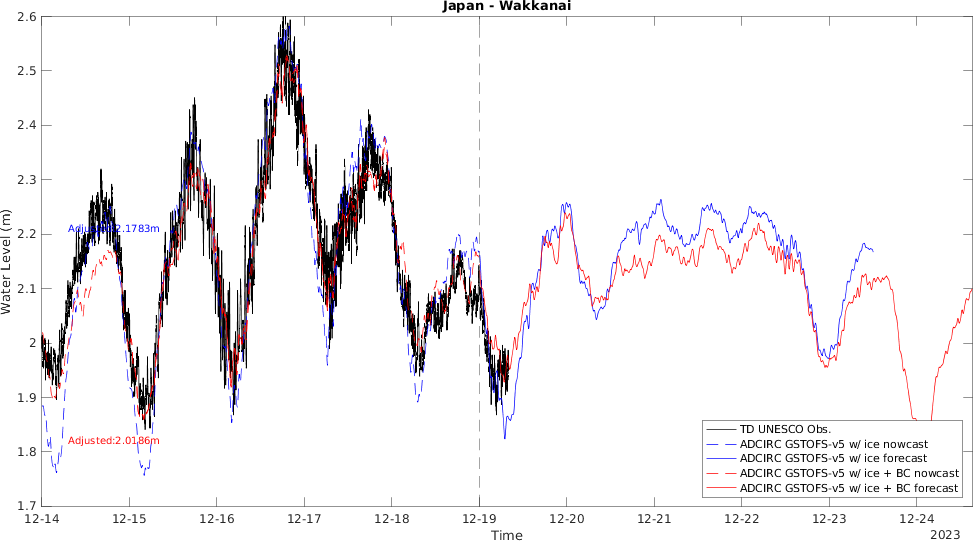 Japan - Wakkanai
2.6
2.5
2.4
2.3
2.2
2.1
2
1.9
1.8
1.7
Water Level (m)
Adjusted:2.1783m
Adjusted:2.0186m
TD UNESCO Obs.
ADCIRC GSTOFS-v5 w/ ice nowcast
ADCIRC GSTOFS-v5 w/ ice forecast
ADCIRC GSTOFS-v5 w/ ice + BC nowcast
ADCIRC GSTOFS-v5 w/ ice + BC forecast
12-14 12-15 12-16 12-17 12-18 12-19 12-20 12-21 12-22 12-23 12-24
Time
2023